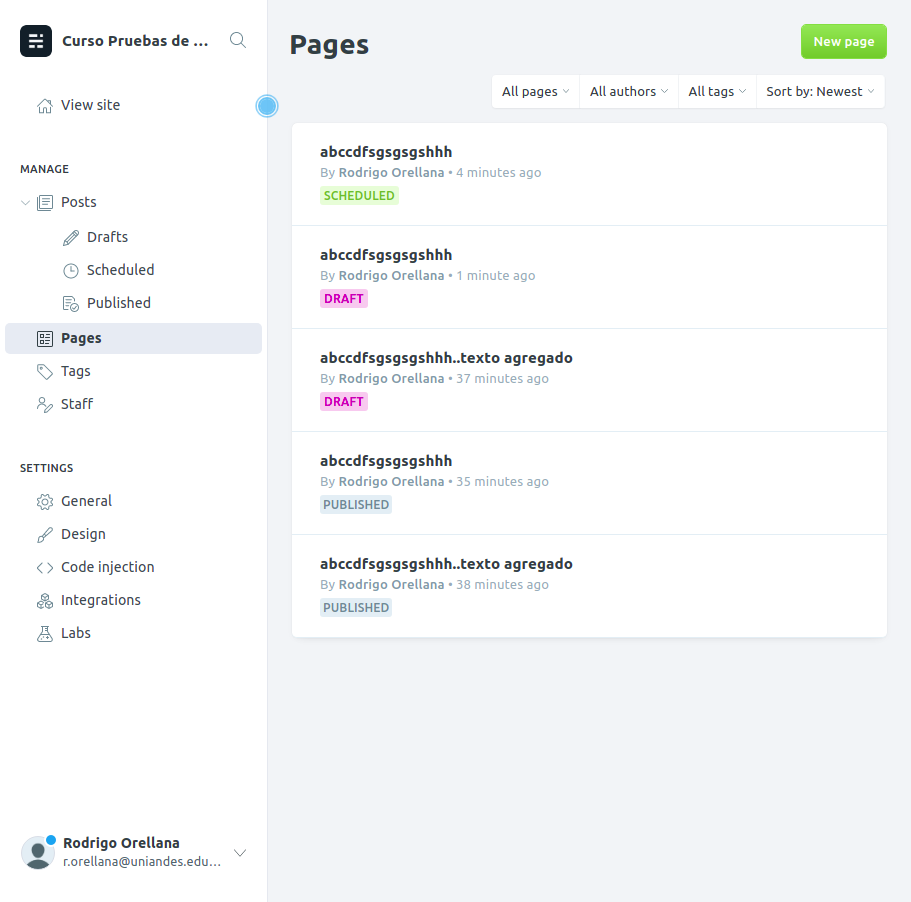 Curso Pruebas de ...
View site
MANAGE
Posts
Drafts
Scheduled
Published
Pages
Tags
Staff
SETTINGS
General
Design
Code injection
Integrations
Labs
Rodrigo Orellana
r.orellana@uniandes.edu...
Pages
New page
All pages All authors All tags Sort by: Newest
abccdfsgsgsgshhh
By Rodrigo Orellana • 4 minutes ago
SCHEDULED
abccdfsgsgsgshhh
By Rodrigo Orellana • 1 minute ago
DRAFT
abccdfsgsgsgshhh..texto agregado
By Rodrigo Orellana • 37 minutes ago
DRAFT
abccdfsgsgsgshhh
By Rodrigo Orellana • 35 minutes ago
PUBLISHED
abccdfsgsgsgshhh..texto agregado
By Rodrigo Orellana • 38 minutes ago
PUBLISHED